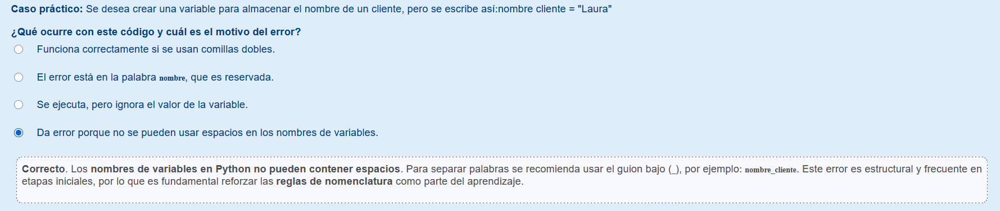 Caso práctico: Se desea crear una variable para almacenar el nombre de un cliente, pero se escribe así:nombre cliente = "Laura"
¿Qué ocurre con este código y cuál es el motivo del error?
Funciona correctamente si se usan comillas dobles.
El error está en la palabra nombre, que es reservada.
Se ejecuta, pero ignora el valor de la variable.
Da error porque no se pueden usar espacios en los nombres de variables.
Correcto. Los nombres de variables en Python no pueden contener espacios. Para separar palabras se recomienda usar el guion bajo (_), por ejemplo: nombre_cliente. Este error es estructural y frecuente en
etapas iniciales, por lo que es fundamental reforzar las reglas de nomenclatura como parte del aprendizaje.